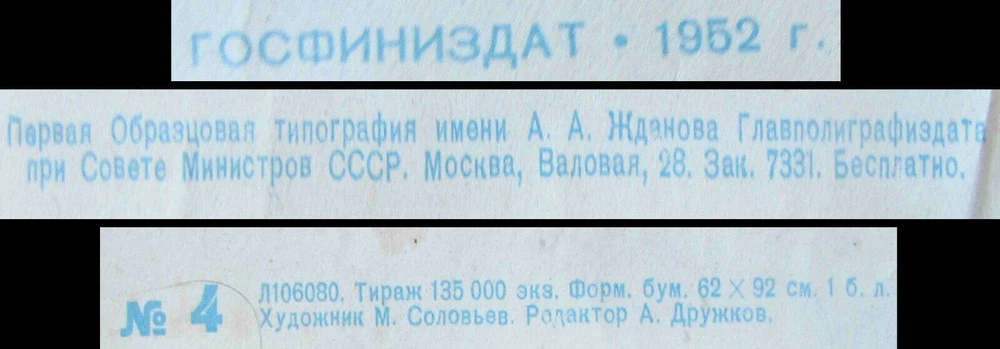 ГОСФИНИЗДАТ • 1952 г.
Первая Образцовая типография имени А. А. Жданова Главполиграфиздата
при Совете Министров СССР. Москва, Валовая, 28. Зак. 7331. Бесплатно.
№ 4
Л106080. Тираж 135 000 экз. Форм. бум. 62 × 92 см. 1 б. л.
Художник М. Соловьев. Редактор А. Дружков.